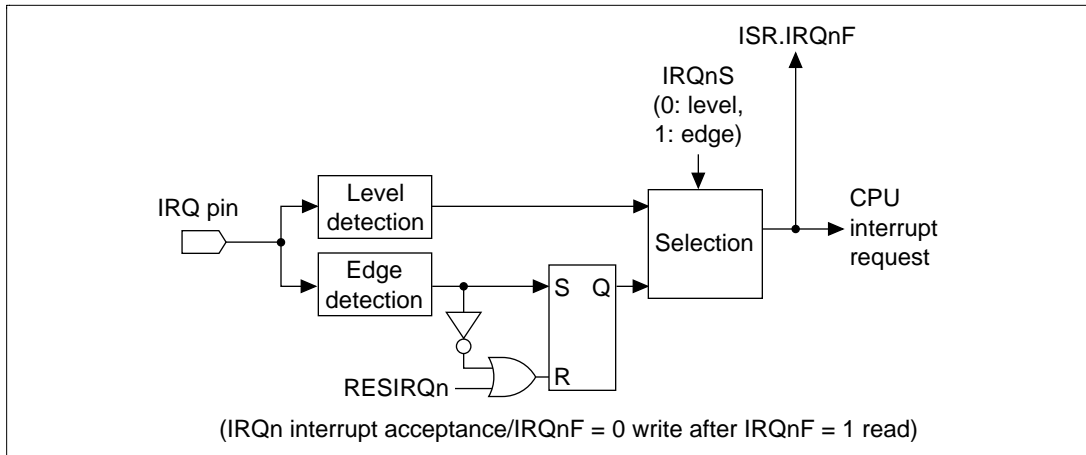 ISR.IRQnF
IRQnS
(0: level,
1: edge)
Level
detection
IRQ pin
CPU
interrupt
request
Selection
Edge
detection
S Q
R
RESIRQn
(IRQn interrupt acceptance/IRQnF = 0 write after IRQnF = 1 read)